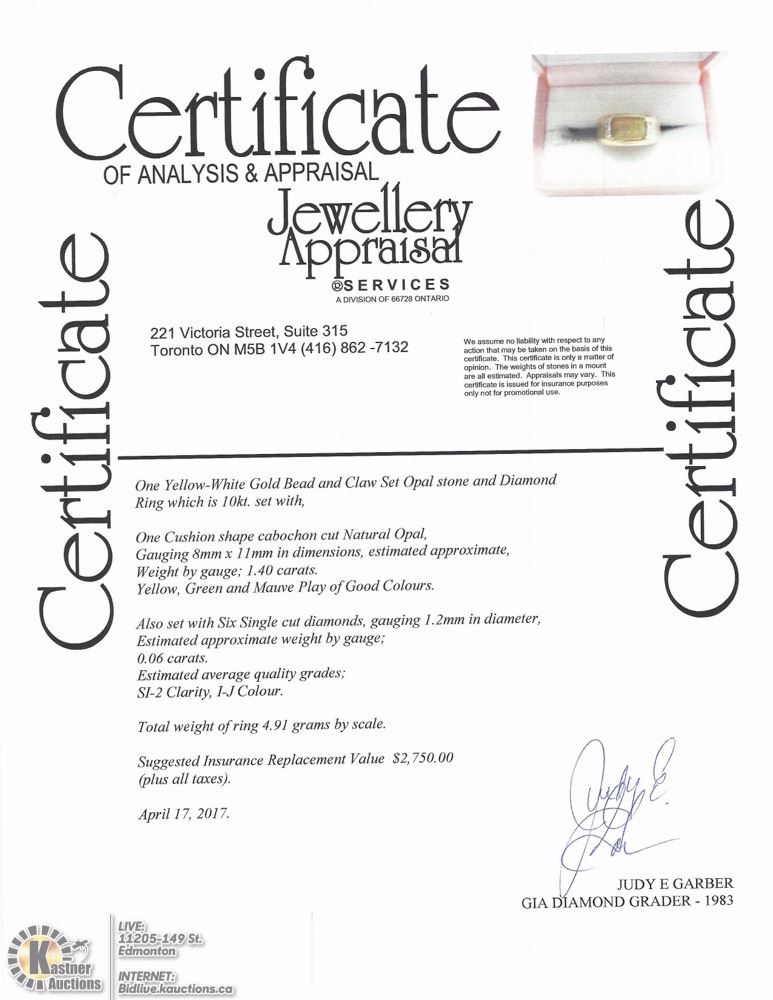 Certificate
OF ANALYSIS & APPRAISAL
Jewellery
Appraisal
SERVICES
A DIVISION OF 66728 ONTARIO
Certificate
Certificate
221 Victoria Street, Suite 315
Toronto ON M5B 1V4 (416) 862 -7132
We assume no liability with respect to any
action that may be taken on the basis of this
certificate. This certificate is only a matter of
opinion. The weights of stones in a mount
are all estimated. Appraisals may vary. This
certificate is issued for insurance purposes
only not for promotional use.
One Yellow-White Gold Bead and Claw Set Opal stone and Diamond
Ring which is 10kt. set with,
One Cushion shape cabochon cut Natural Opal,
Gauging 8mm x 11mm in dimensions, estimated approximate,
Weight by gauge; 1.40 carats.
Yellow, Green and Mauve Play of Good Colours.
Also set with Six Single cut diamonds, gauging 1.2mm in diameter,
Estimated approximate weight by gauge;
0.06 carats.
Estimated average quality grades;
SI-2 Clarity, I-J Colour.
Total weight of ring 4.91 grams by scale.
Suggested Insurance Replacement Value $2,750.00
(plus all taxes).
April 17, 2017.
Judy E
JUDY E GARBER
GIA DIAMOND GRADER - 1983
Kastner
Auctions
LIVE:
11205-149 St.
Edmonton
INTERNET:
Bidlive.kauctions.ca